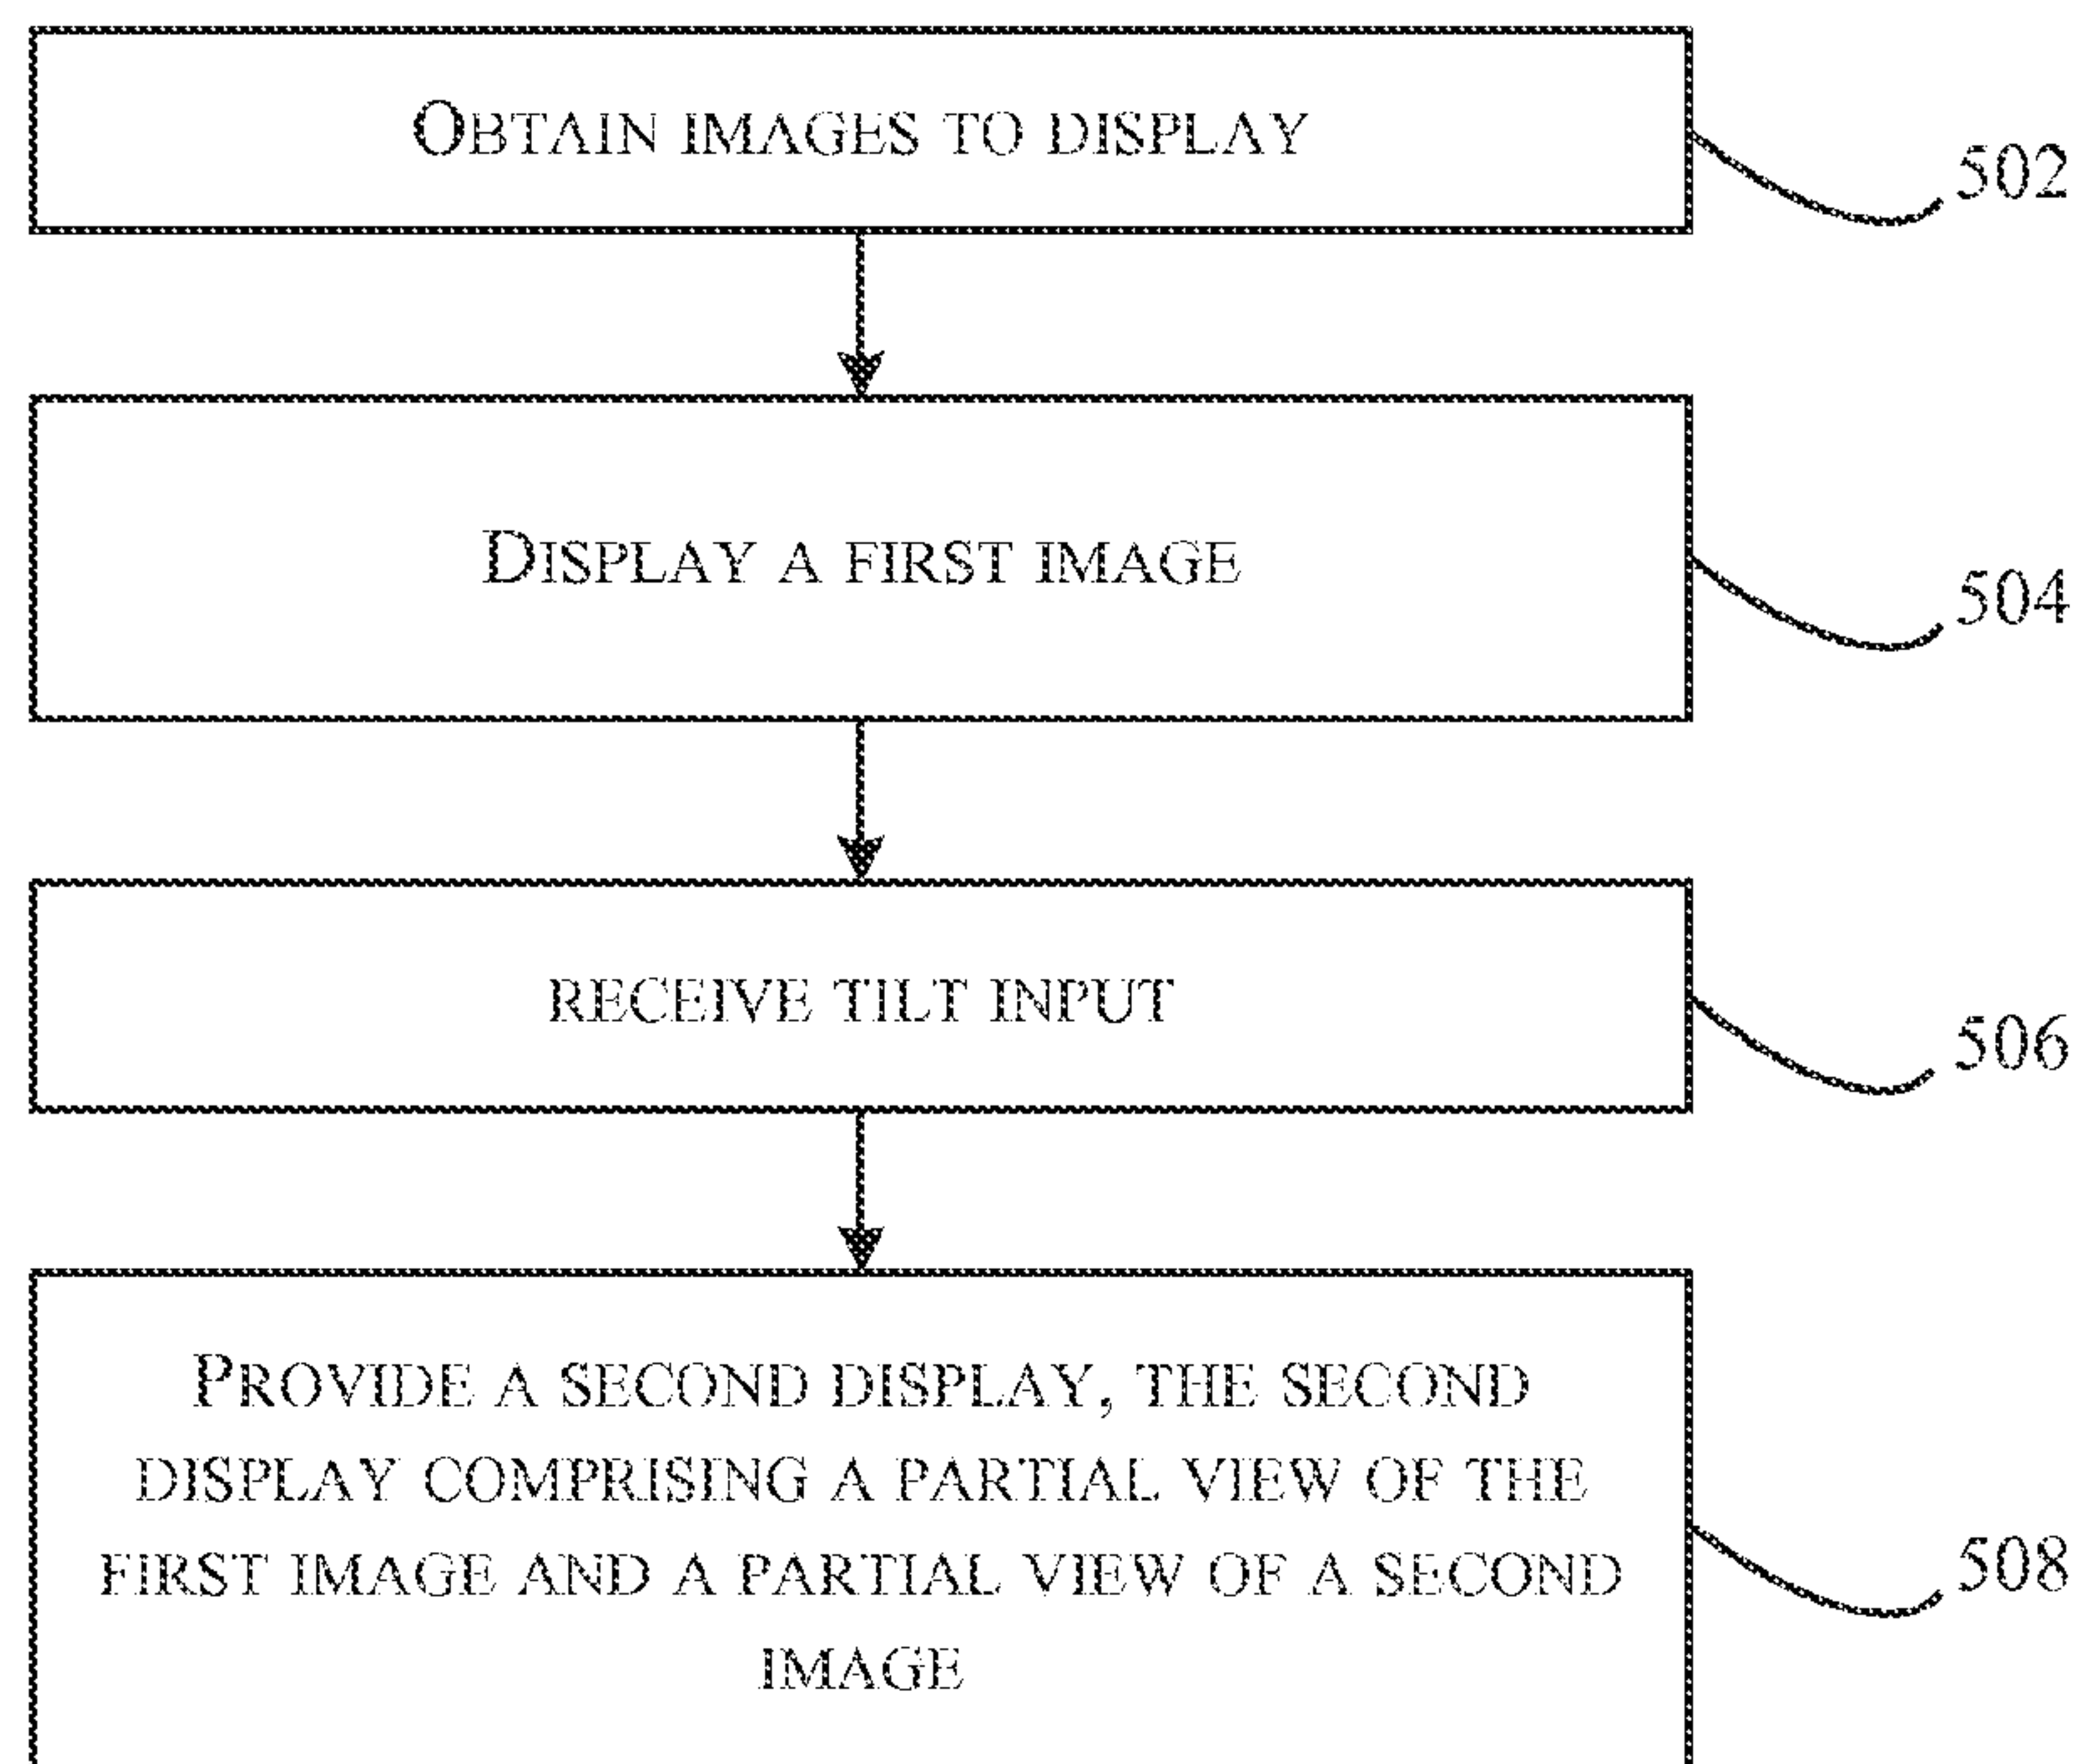 OBTAIN IMAGES TO DISPLAY
502
DISPLAY A FIRST IMAGE
504
RECEIVE TILT INPUT
506
PROVIDE A SECOND DISPLAY, THE SECOND
DISPLAY COMPRISING A PARTIAL VIEW OF THE
FIRST IMAGE AND A PARTIAL VIEW OF A SECOND
IMAGE
508